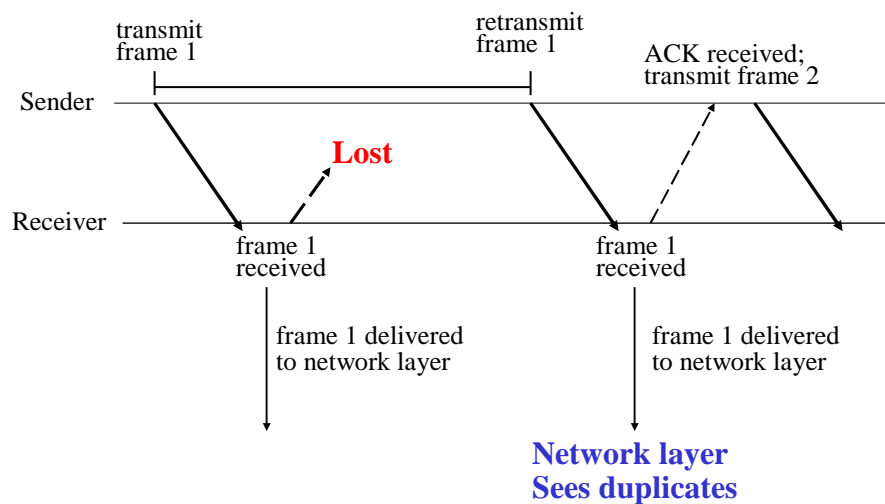 transmit
frame 1
retransmit
frame 1
ACK received;
transmit frame 2
Sender
Lost
Receiver
frame 1
received
frame 1
received
frame 1 delivered
to network layer
frame 1 delivered
to network layer
Network layer
Sees duplicates